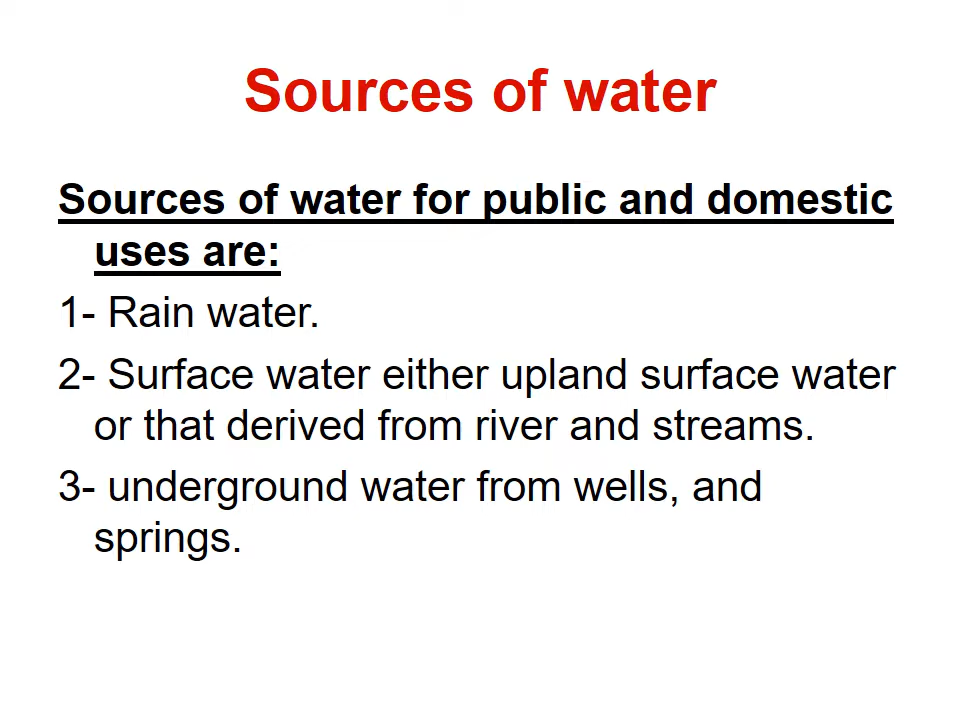 Sources of water
Sources of water for public and domestic
uses are:
1- Rain water.
2- Surface water either upland surface water
or that derived from river and streams.
3- underground water from wells, and
springs.